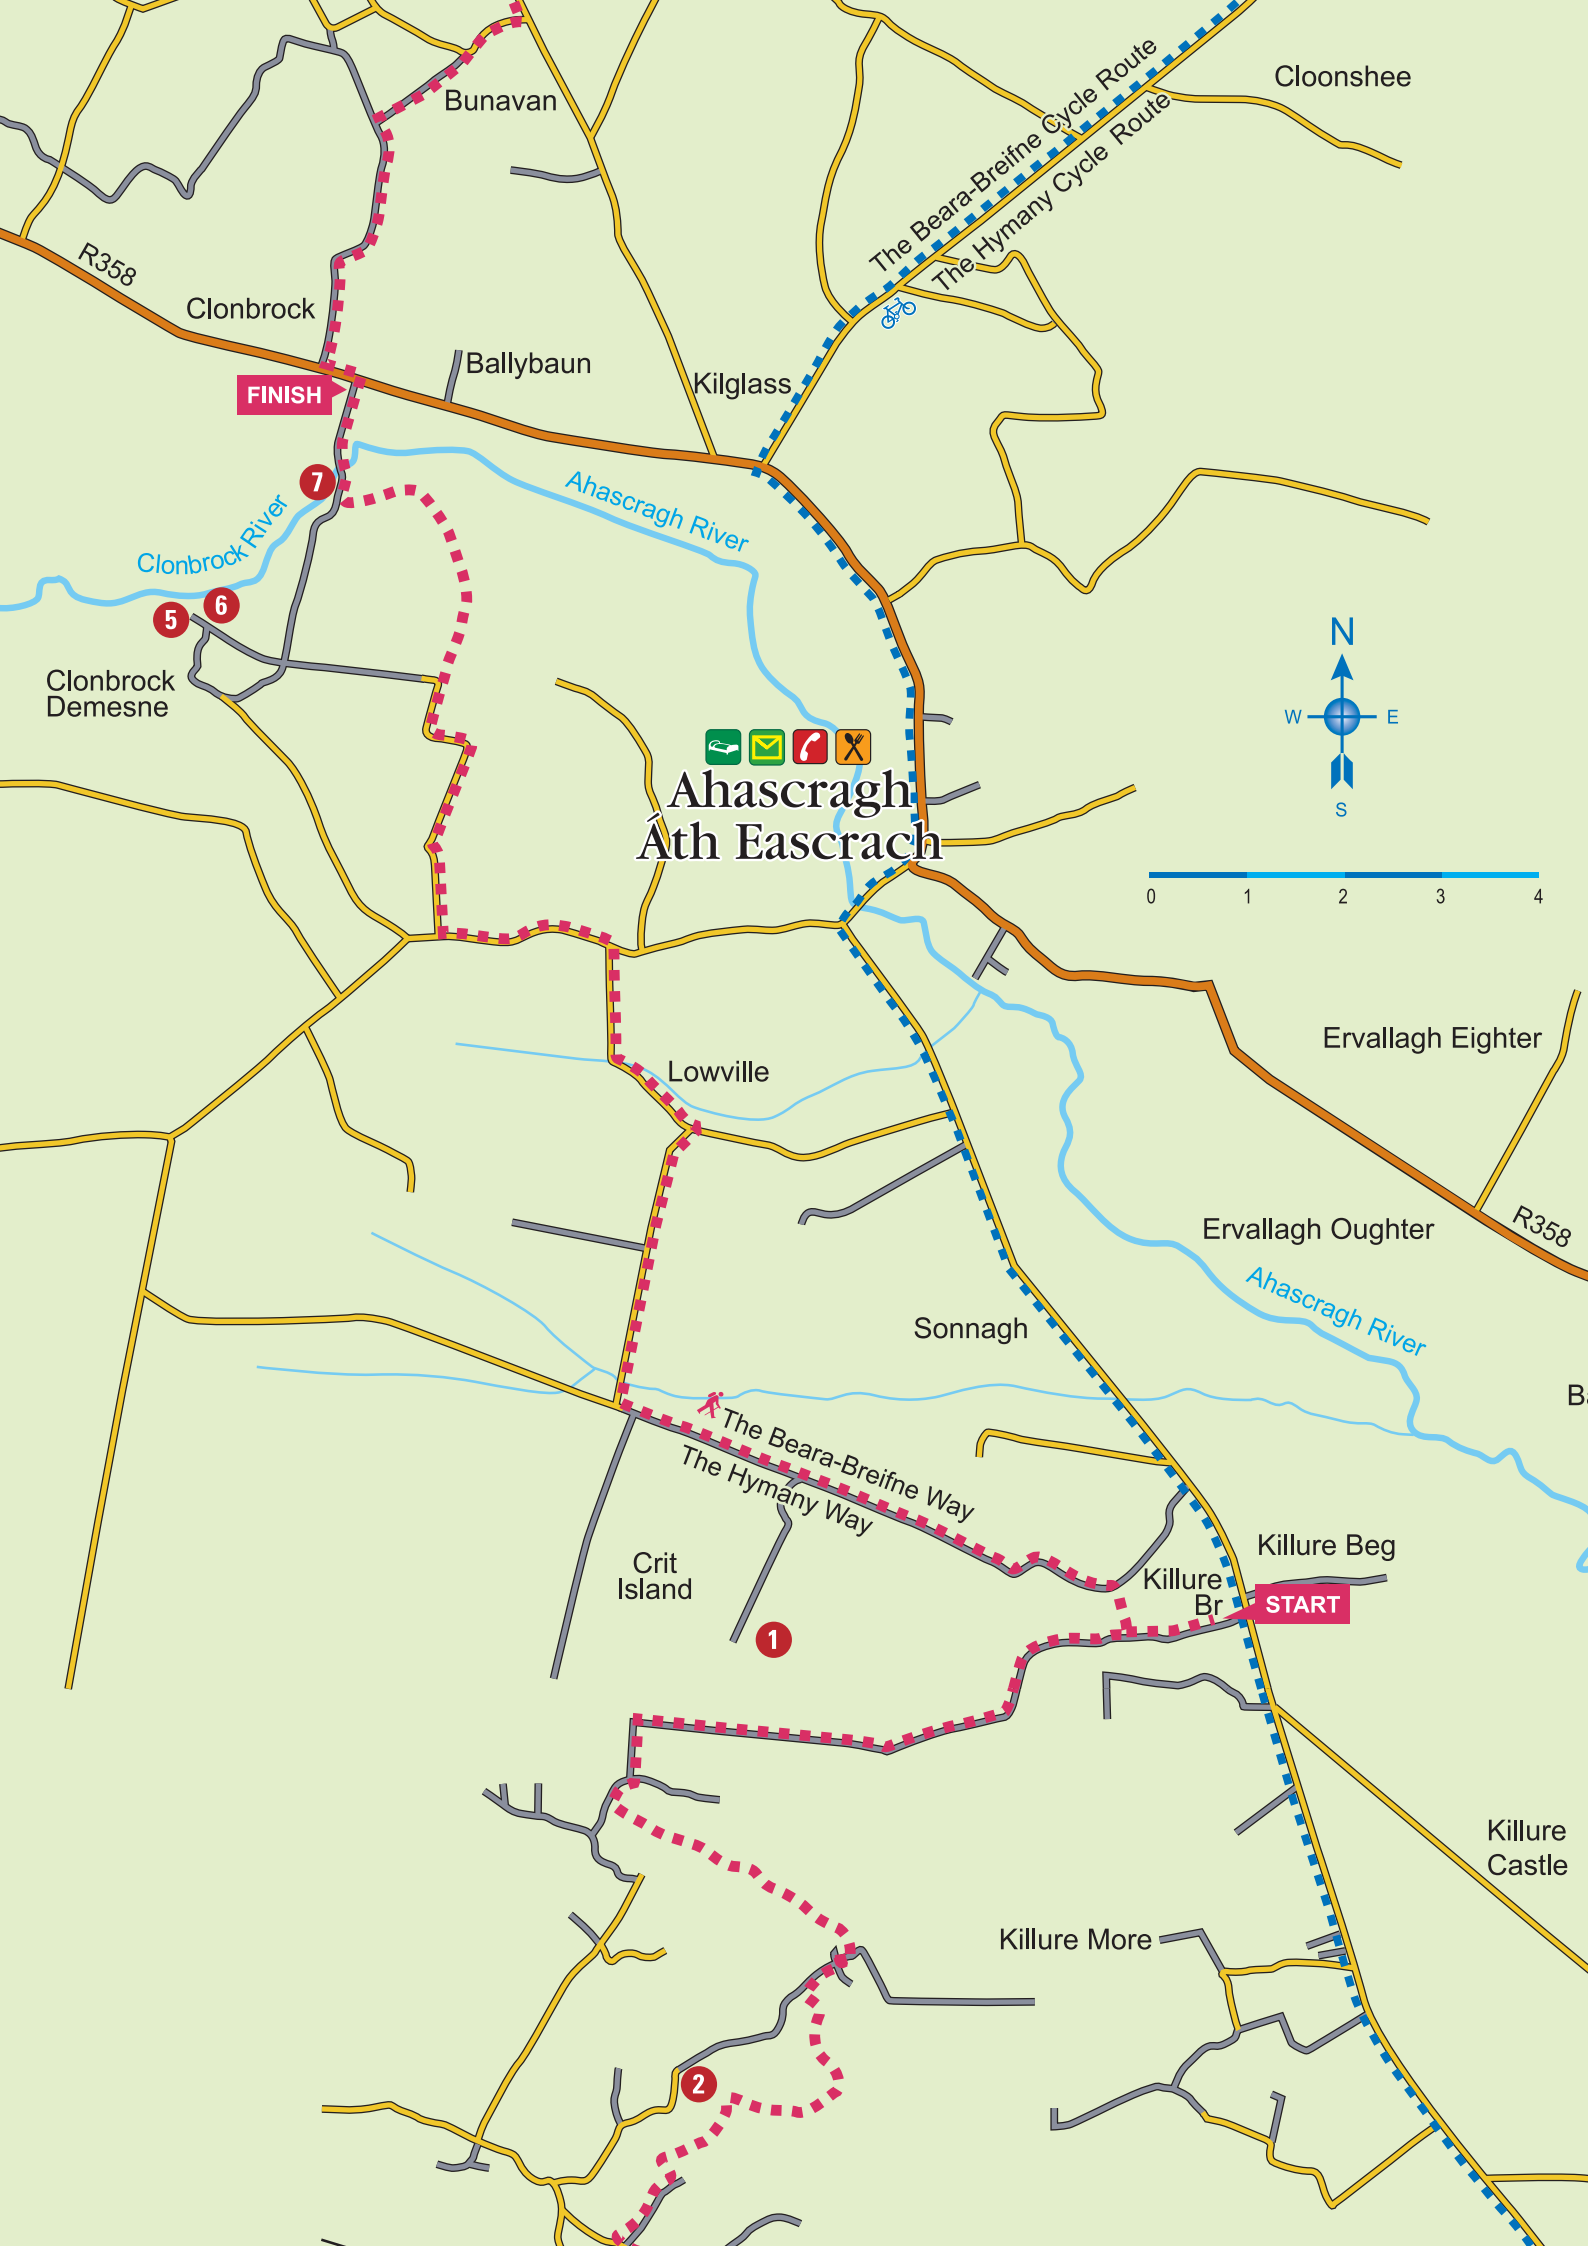 Bunavan
Cloonshee
The Beara-Breifne Cycle Route
The Hymany Cycle Route
R358
Clonbrock
Ballybaun
Kilglass
FINISH
7
Ahascragh River
Clonbrock River
5
6
Clonbrock
Demesne
N
W
E
S
Ahascragh
Áth Eascrach
0 1 2 3 4
Ervallagh Eighter
Lowville
Ervallagh Oughter
R358
Ahascragh River
Sonnagh
Ba
The Beara-Breifne Way
The Hymany Way
Crit
Island
Killure Beg
Killure
Br
START
1
Killure
Castle
Killure More
2